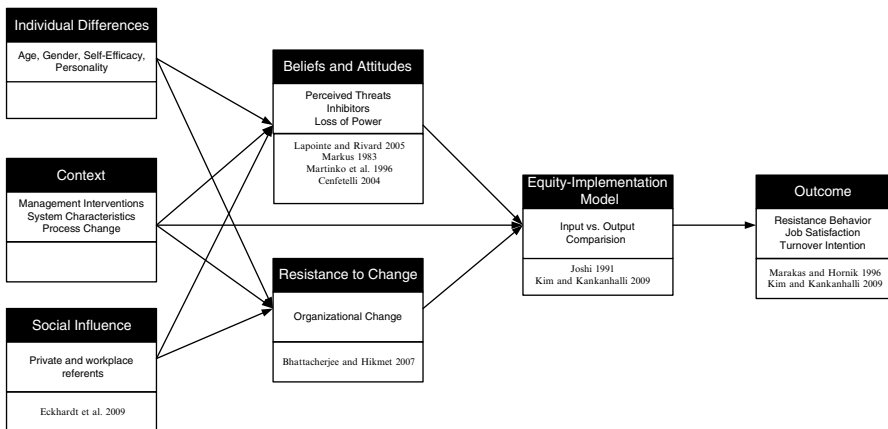 Individual Differences
Age, Gender, Self-Efficacy,
Personality
Context
Management Interventions
System Characteristics
Process Change
Social Influence
Private and workplace
referents
Eckhardt et al. 2009
Beliefs and Attitudes
Perceived Threats
Inhibitors
Loss of Power
Lapointe and Rivard 2005
Markus 1983
Martinko et al. 1996
Cenfetelli 2004
Resistance to Change
Organizational Change
Bhattacherjee and Hikmet 2007
Equity-Implementation
Model
Input vs. Output
Comparision
Joshi 1991
Kim and Kankanhalli 2009
Outcome
Resistance Behavior
Job Satisfaction
Turnover Intention
Marakas and Hornik 1996
Kim and Kankanhalli
2009